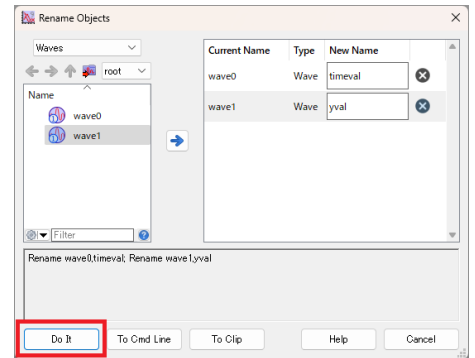 Rename Objects
Waves
root
Name
wave0
wave1
Filter
Current Name Type New Name
wave0 Wave timeval
wave1 Wave yval
Rename wave0,timeval; Rename wave1,yval
Do It To Cmd Line To Clip Help Cancel